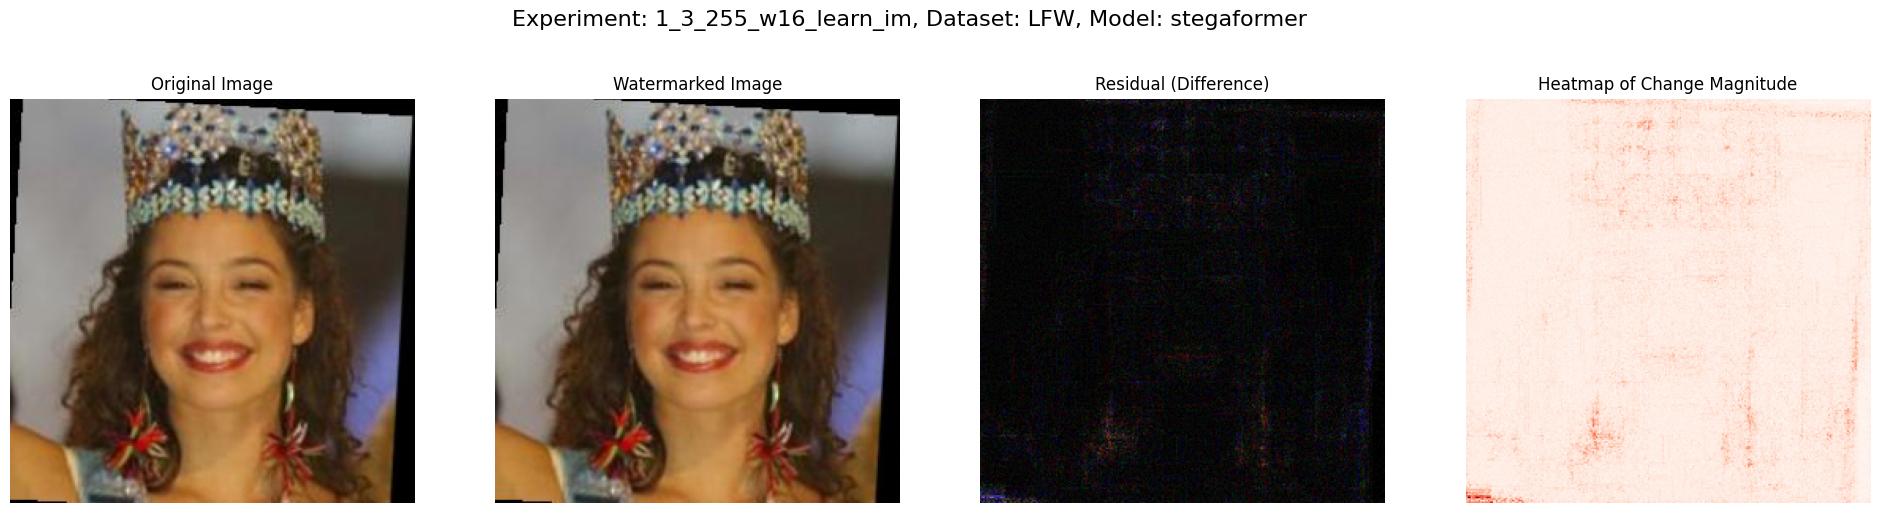 Experiment: 1_3_255_w16_learn_im, Dataset: LFW, Model: stegaformer
Original Image
Watermarked Image
Residual (Difference)
Heatmap of Change Magnitude